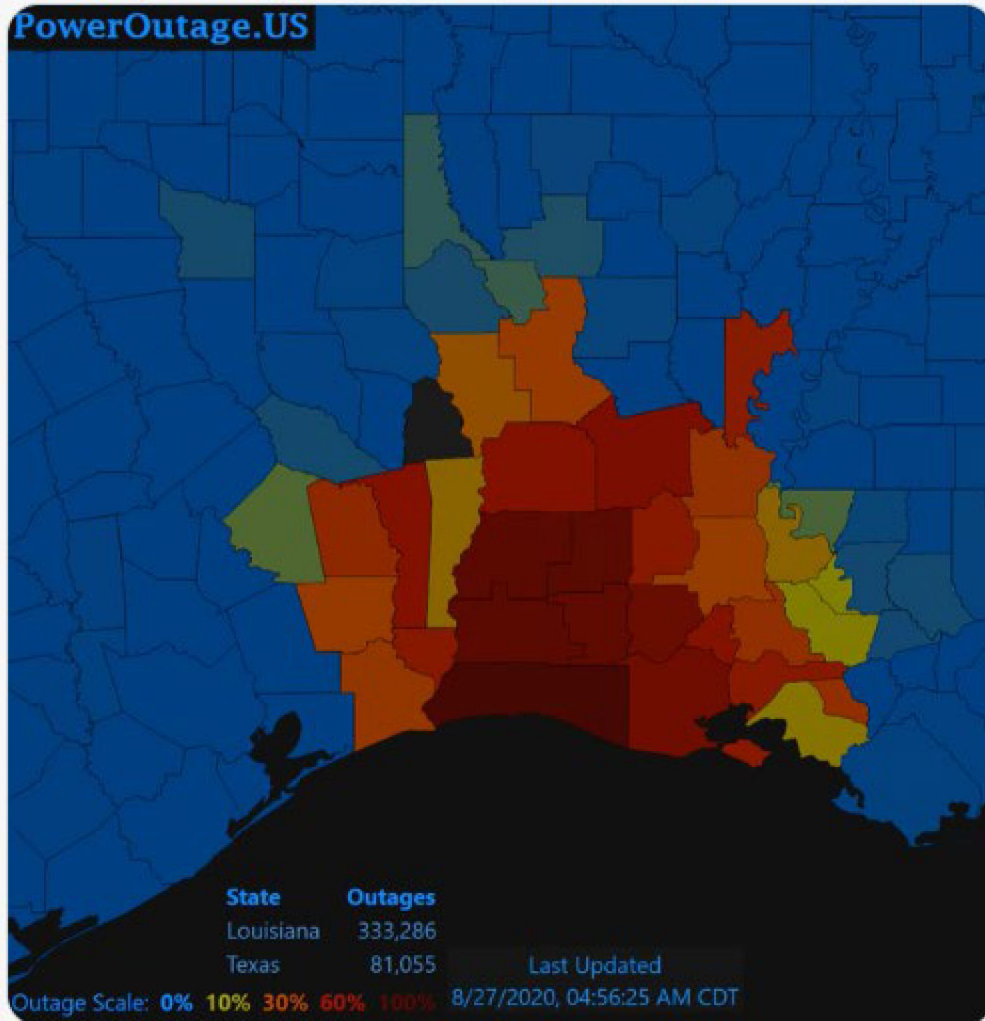 PowerOutage.US
State Outages
Louisiana 333,286
Texas 81,055
Last Updated
8/27/2020, 04:56:25 AM CDT
Outage Scale: 0% 10% 30% 60% 100%